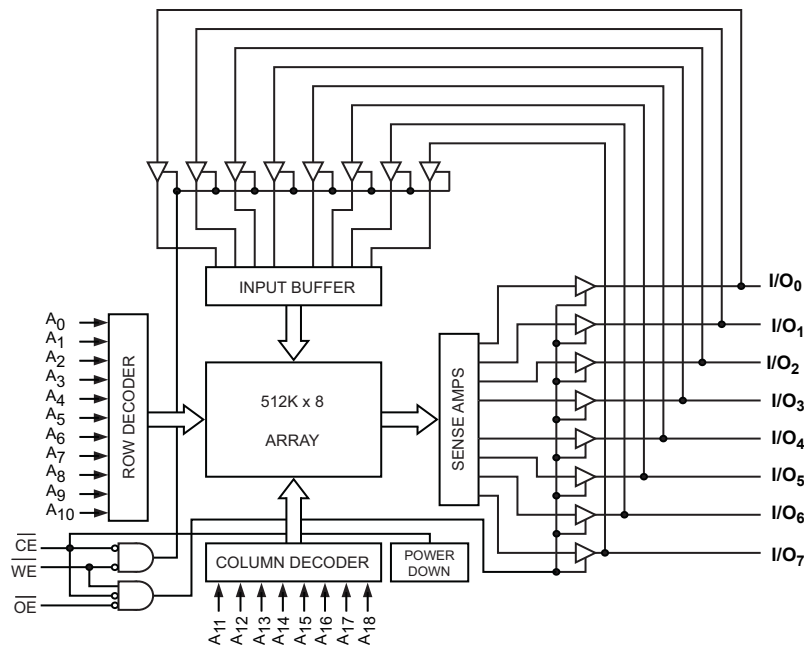 INPUT BUFFER
I/O0
I/O1
I/O2
I/O3
I/O4
I/O5
I/O6
I/O7
A0
A1
A2
A3
A4
A5
A6
A7
A8
A9
A10
ROW DECODER
512K x 8
ARRAY
SENSE AMPS
CE
WE
OE
COLUMN DECODER
POWER
DOWN
A11
A12
A13
A14
A15
A16
A17
A18